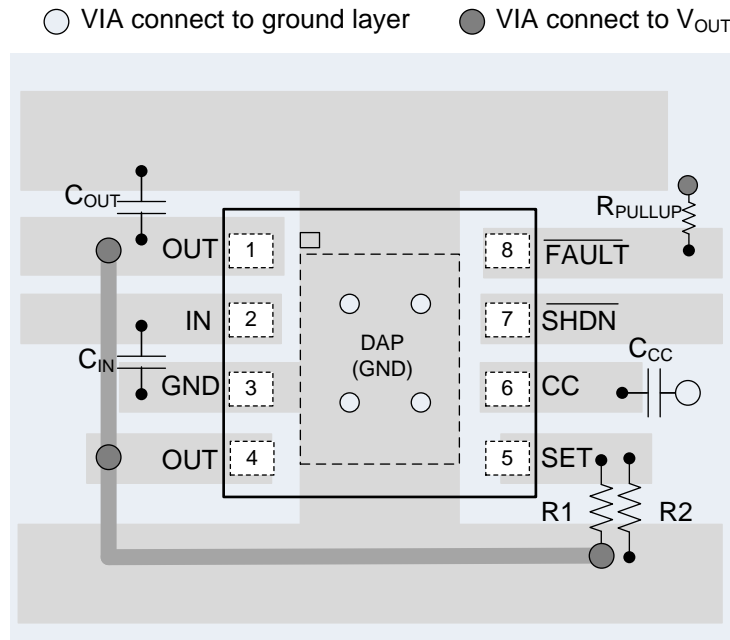 VIA connect to ground layer
VIA connect to VOUT
COUT
RPULLUP
OUT 1
8 FAULT
IN 2
7 SHDN
DAP
(GND)
CIN
CCC
GND 3
6 CC
OUT 4
5 SET
R1
R2